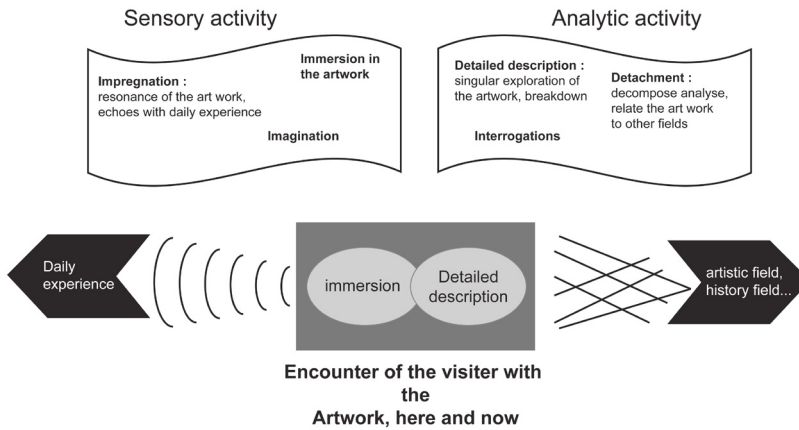 Sensory activity
Analytic activity
Impregnation :
resonance of the art work,
echoes with daily experience
Immersion in
the artwork
Imagination
Detailed description :
singular exploration of
the artwork, breakdown
Interrogations
Detachment :
decompose analyse,
relate the art work
to other fields
Daily
experience
immersion
Detailed
description
artistic field,
history field...
Encounter of the visiter with
the
Artwork, here and now